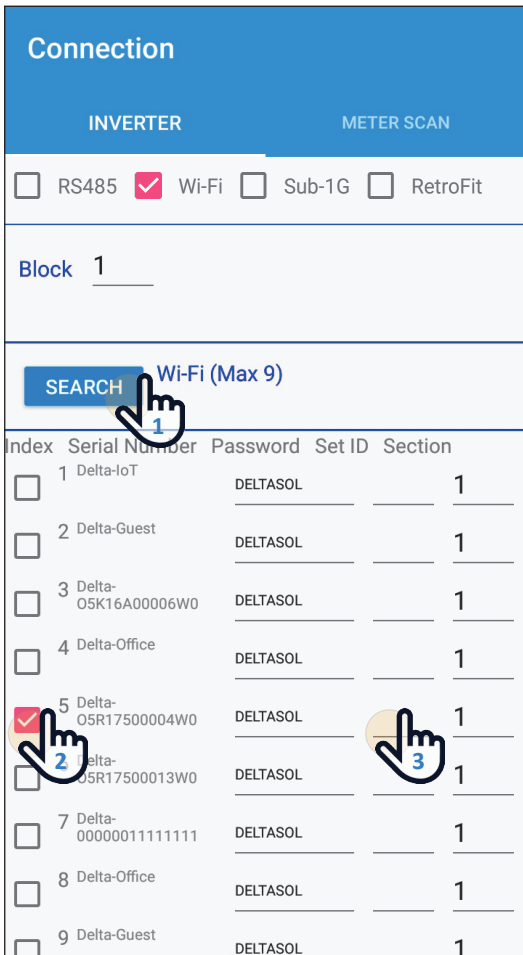 Connection
INVERTER METER SCAN
RS485 Wi-Fi Sub-1G RetroFit
Block 1
SEARCH Wi-Fi (Max 9)
1
Index Serial Number Password Set ID Section
1 Delta-IoT DELTASOL 1
2 Delta-Guest DELTASOL 1
3 Delta-
O5K16A00006W0 DELTASOL 1
4 Delta-Office DELTASOL 1
5 Delta-
O5R17500004W0 DELTASOL 1
2 3
6 Delta-
O5R17500013W0 DELTASOL 1
7 Delta-
00000011111111 DELTASOL 1
8 Delta-Office DELTASOL 1
9 Delta-Guest DELTASOL 1